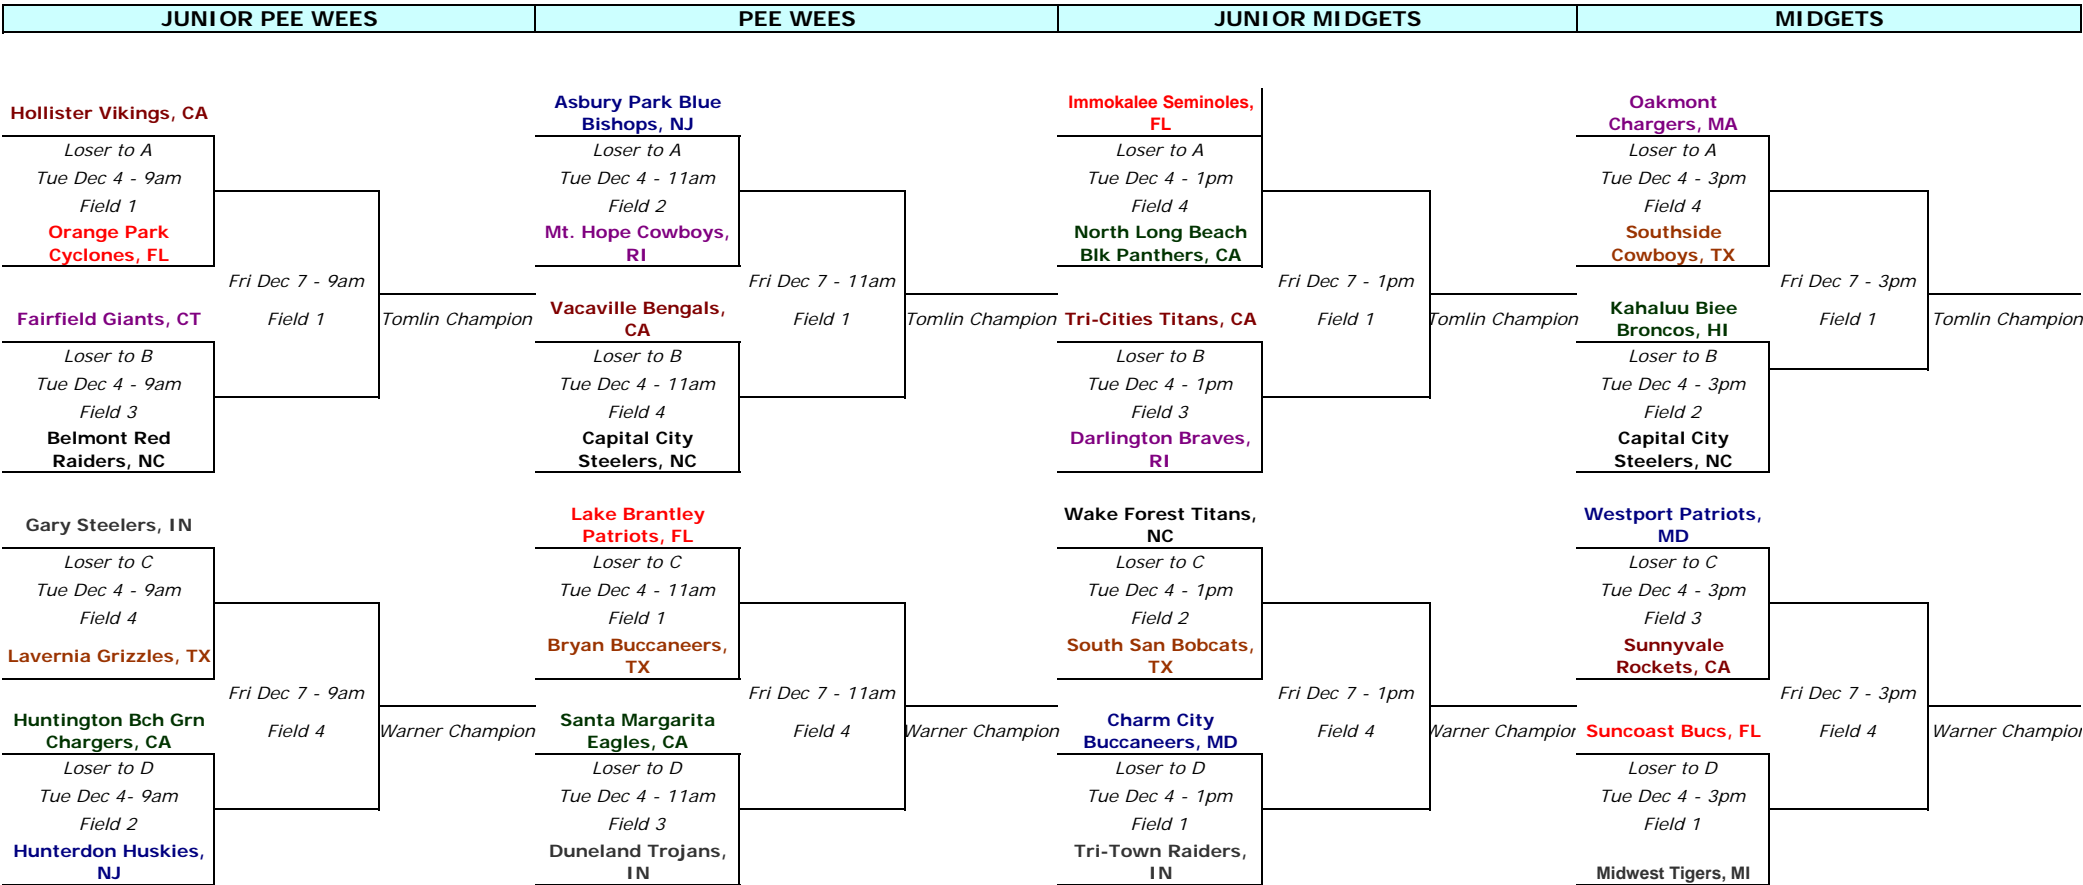 JUNIOR PEE WEES
PEE WEES
JUNIOR MIDGETS
MIDGETS
Hollister Vikings, CA
Loser to A
Tue Dec 4 - 9am
Field 1
Orange Park
Cyclones, FL
Fri Dec 7 - 9am
Field 1
Tomlin Champion
Fairfield Giants, CT
Loser to B
Tue Dec 4 - 9am
Field 3
Belmont Red
Raiders, NC
Gary Steelers, IN
Loser to C
Tue Dec 4 - 9am
Field 4
Lavernia Grizzles, TX
Fri Dec 7 - 9am
Field 4
Warner Champion
Huntington Bch Grn
Chargers, CA
Loser to D
Tue Dec 4- 9am
Field 2
Hunterdon Huskies,
NJ
Asbury Park Blue
Bishops, NJ
Loser to A
Tue Dec 4 - 11am
Field 2
Mt. Hope Cowboys,
RI
Fri Dec 7 - 11am
Field 1
Tomlin Champion
Vacaville Bengals,
CA
Loser to B
Tue Dec 4 - 11am
Field 4
Capital City
Steelers, NC
Lake Brantley
Patriots, FL
Loser to C
Tue Dec 4 - 11am
Field 1
Bryan Buccaneers,
TX
Fri Dec 7 - 11am
Field 4
Warner Champion
Santa Margarita
Eagles, CA
Loser to D
Tue Dec 4 - 11am
Field 3
Duneland Trojans,
IN
Immokalee Seminoles,
FL
Loser to A
Tue Dec 4 - 1pm
Field 4
North Long Beach
Blk Panthers, CA
Fri Dec 7 - 1pm
Field 1
Tomlin Champion
Tri-Cities Titans, CA
Loser to B
Tue Dec 4 - 1pm
Field 3
Darlington Braves,
RI
Wake Forest Titans,
NC
Loser to C
Tue Dec 4 - 1pm
Field 2
South San Bobcats,
TX
Fri Dec 7 - 1pm
Field 4
Warner Champion
Charm City
Buccaneers, MD
Loser to D
Tue Dec 4 - 1pm
Field 1
Tri-Town Raiders,
IN
Oakmont
Chargers, MA
Loser to A
Tue Dec 4 - 3pm
Field 4
Southside
Cowboys, TX
Fri Dec 7 - 3pm
Field 1
Tomlin Champion
Kahaluu Biee
Broncos, HI
Loser to B
Tue Dec 4 - 3pm
Field 2
Capital City
Steelers, NC
Westport Patriots,
MD
Loser to C
Tue Dec 4 - 3pm
Field 3
Sunnyvale
Rockets, CA
Fri Dec 7 - 3pm
Field 4
Warner Champion
Suncoast Bucs, FL
Loser to D
Tue Dec 4 - 3pm
Field 1
Midwest Tigers, MI